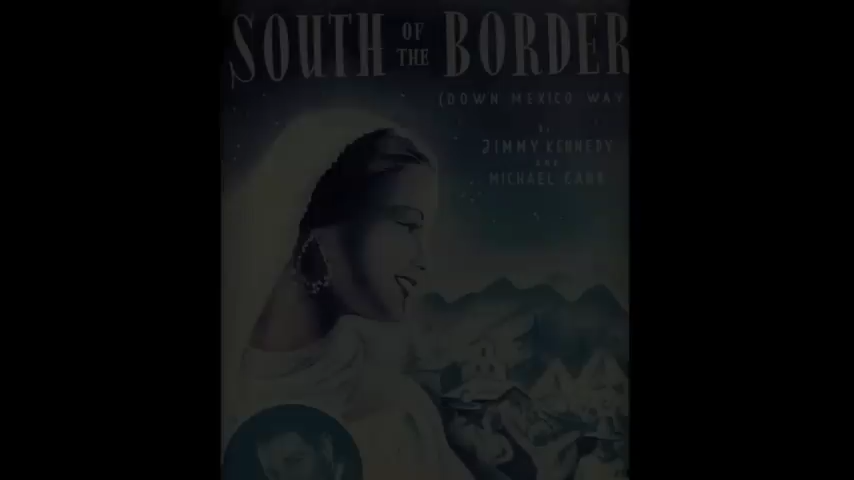 SOUTH OF THE BORDER
(DOWN MEXICO WAY
BY
JIMMY KENNEDY
AND
MICHAEL CARR